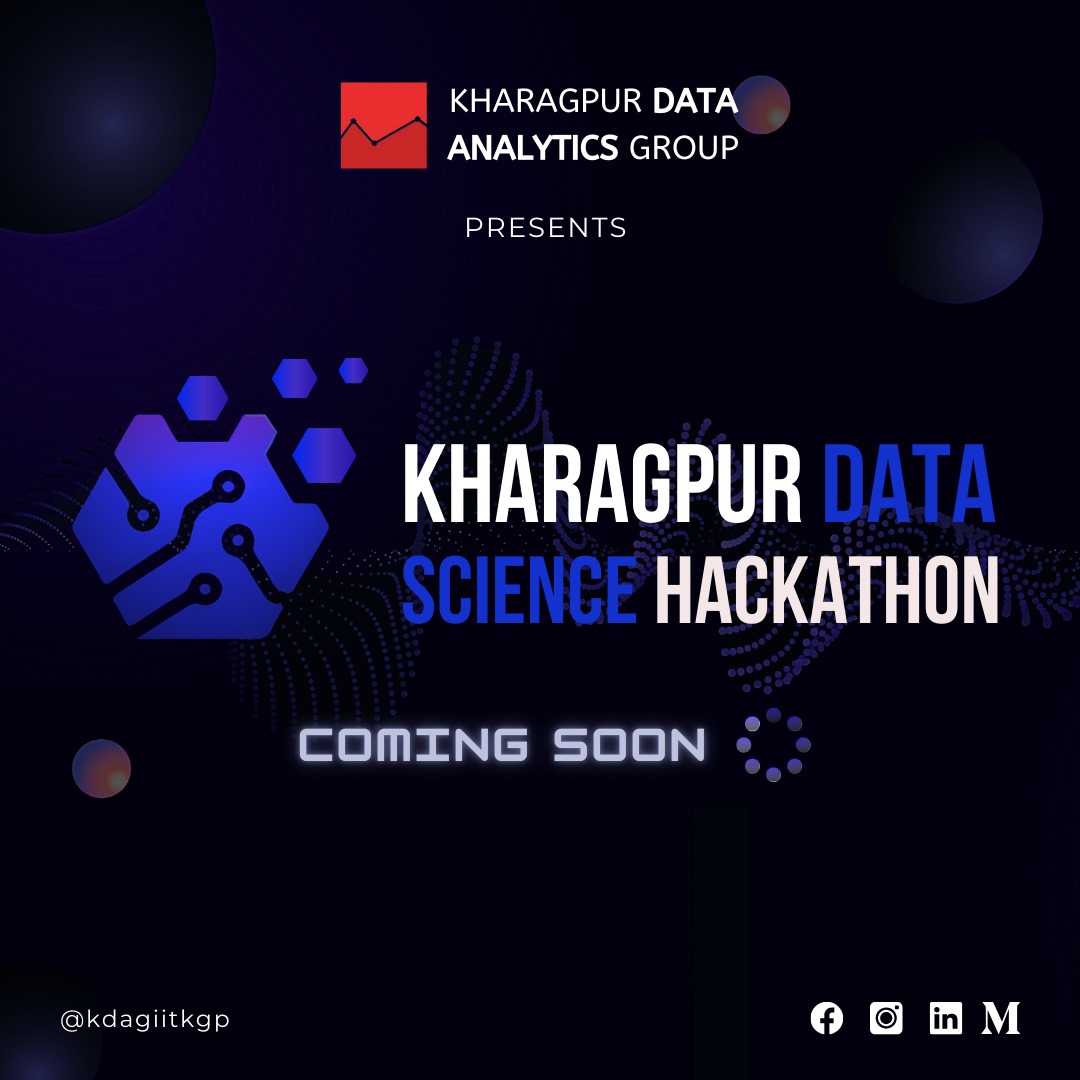 KHARAGPUR DATA
ANALYTICS GROUP
PRESENTS
KHARAGPUR DATA
SCIENCE HACKATHON
COMING SOON
@kdagiitkgp